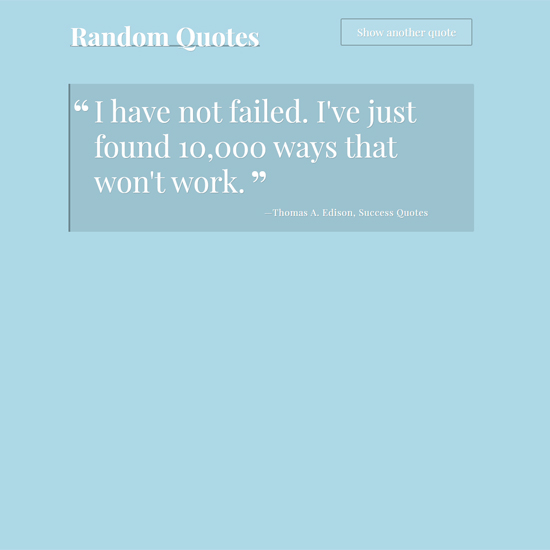 Random Quotes
Show another quote
❝ I have not failed. I've just
found 10,000 ways that
won't work. ❞
—Thomas A. Edison, Success Quotes